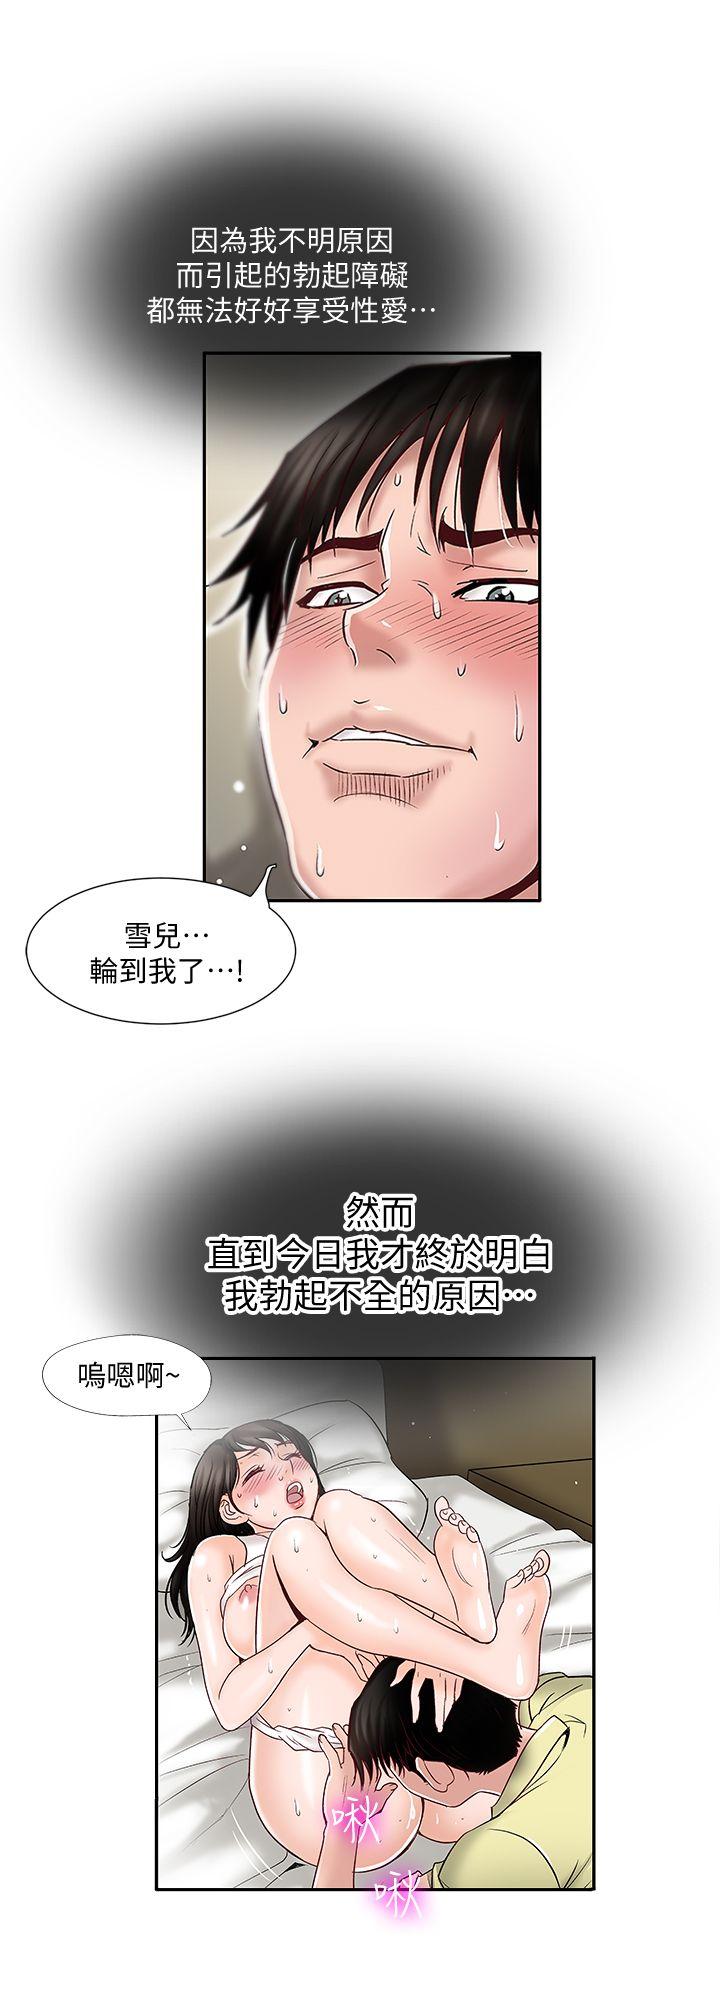 因為我不明原因
而引起的勃起障礙
都無法好好享受性愛…
雪兒…
輪到我了…!
然而
直到今日我才終於明白
我勃起不全的原因…
嗚嗯啊~
啾
啾